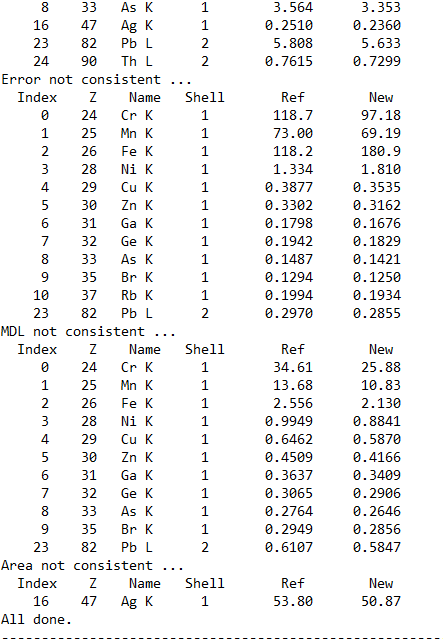 8    33   As K    1        3.564    3.353
    16    47   Ag K    1       0.2510   0.2360
    23    82   Pb L    2        5.808    5.633
    24    90   Th L    2       0.7615   0.7299
Error not consistent ...
  Index    Z    Name   Shell       Ref      New
     0    24   Cr K    1        118.7    97.18
     1    25   Mn K    1        73.00    69.19
     2    26   Fe K    1        118.2    180.9
     3    28   Ni K    1        1.334    1.810
     4    29   Cu K    1       0.3877   0.3535
     5    30   Zn K    1       0.3302   0.3162
     6    31   Ga K    1       0.1798   0.1676
     7    32   Ge K    1       0.1942   0.1829
     8    33   As K    1       0.1487   0.1421
     9    35   Br K    1       0.1294   0.1250
    10    37   Rb K    1       0.1994   0.1934
    23    82   Pb L    2       0.2970   0.2855
MDL not consistent ...
  Index    Z    Name   Shell       Ref      New
     0    24   Cr K    1        34.61    25.88
     1    25   Mn K    1        13.68    10.83
     2    26   Fe K    1        2.556    2.130
     3    28   Ni K    1       0.9949   0.8841
     4    29   Cu K    1       0.6462   0.5870
     5    30   Zn K    1       0.4509   0.4166
     6    31   Ga K    1       0.3637   0.3409
     7    32   Ge K    1       0.3065   0.2906
     8    33   As K    1       0.2764   0.2646
     9    35   Br K    1       0.2949   0.2856
    23    82   Pb L    2       0.6107   0.5847
Area not consistent ...
  Index    Z    Name   Shell       Ref      New
    16    47   Ag K    1        53.80    50.87
All done.
-------------------------------------------------------